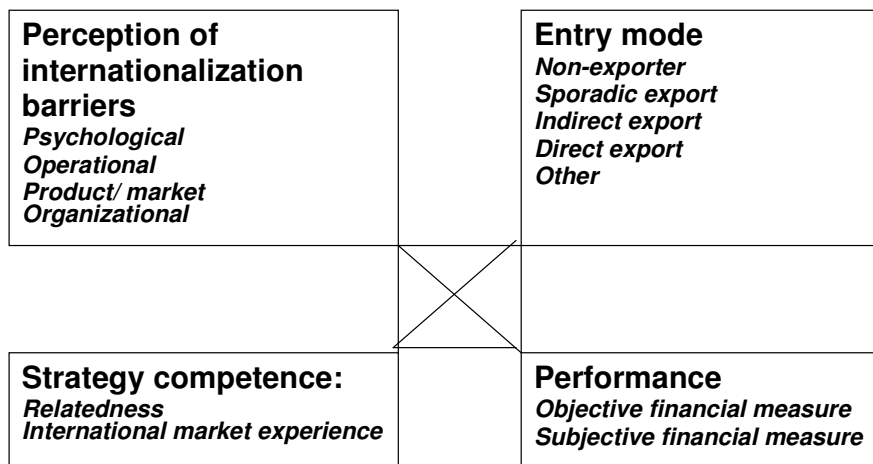 Perception of
internationalization
barriers
Psychological
Operational
Product/ market
Organizational
Entry mode
Non-exporter
Sporadic export
Indirect export
Direct export
Other
Strategy competence:
Relatedness
International market experience
Performance
Objective financial measure
Subjective financial measure